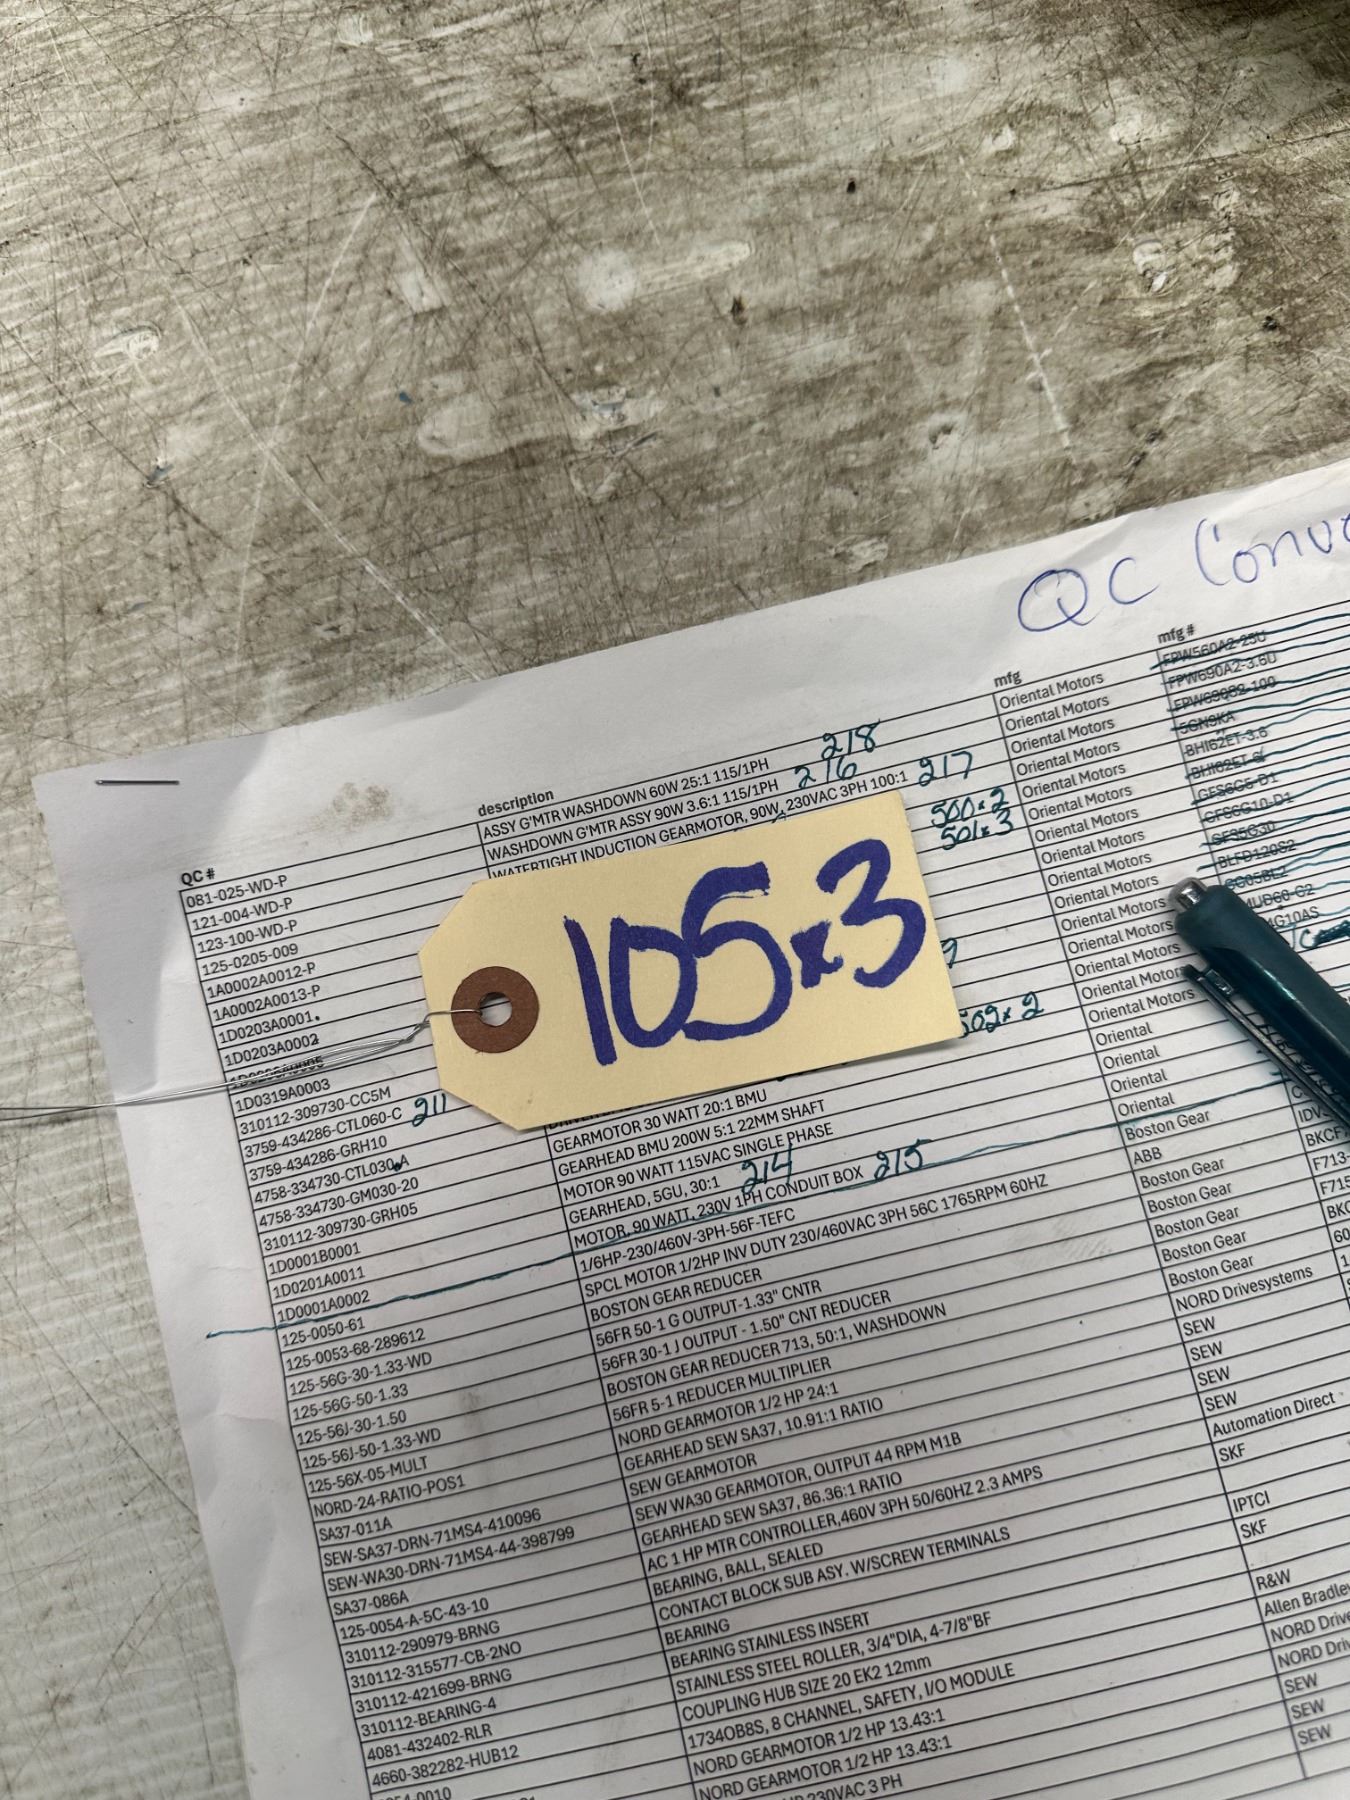 QC
mfg #
mfg
description
QC #
105x3
081-025-WD-P
ASSY G'MTR WASHDOWN 60W 25:1 115/1PH 218
Oriental Motors
FPW560A2-25U
121-004-WD-P
WASHDOWN G'MTR ASSY 90W 3.6:1 115/1PH 216
Oriental Motors
FPW690A2-3.6U
123-100-WD-P
WATERTIGHT INDUCTION GEARMOTOR, 90W, 230VAC 3PH 100:1 217
Oriental Motors
125-0205-009
Oriental Motors
5GN9KA
1A0002A0012-P
500x2
Oriental Motors
BHI62ET-3.6
1A0002A0013-P
501x3
Oriental Motors
1D0203A0001
Oriental Motors
GFS6G5-D1
1D0203A0002
Oriental Motors
GFS6G10-D1
Oriental Motors
GFS5G30
1D0319A0003
Oriental Motors
BLFD120S2
310112-309730-CC5M
Oriental Motors
3759-434286-CTL060-C 211
Oriental Motors
3759-434286-GRH10
502x2
Oriental Motors
4758-334730-CTL030-A
Oriental
4758-334730-GM030-20
GEARMOTOR 30 WATT 20:1 BMU
Oriental
310112-309730-GRH05
GEARHEAD BMU 200W 5:1 22MM SHAFT
Oriental
1D0001B0001
MOTOR 90 WATT 115VAC SINGLE PHASE
Oriental
1D0201A0011
GEARHEAD, 5GU, 30:1 214
1D0001A0002
MOTOR, 90 WATT, 230V 1PH CONDUIT BOX 215
125-0050-61
1/6HP-230/460V-3PH-56F-TEFC
Boston Gear
125-0053-68-289612
SPCL MOTOR 1/2HP INV DUTY 230/460VAC 3PH 56C 1765RPM 60HZ
ABB
125-56G-30-1.33-WD
BOSTON GEAR REDUCER
Boston Gear
125-56G-50-1.33
56FR 50-1 G OUTPUT-1.33" CNTR
Boston Gear
125-56J-30-1.50
56FR 30-1 J OUTPUT - 1.50" CNT REDUCER
Boston Gear
125-56J-50-1.33-WD
BOSTON GEAR REDUCER 713, 50:1, WASHDOWN
Boston Gear
125-56X-05-MULT
56FR 5-1 REDUCER MULTIPLIER
Boston Gear
NORD-24-RATIO-POS1
NORD GEARMOTOR 1/2 HP 24:1
NORD Drivesystems
SA37-011A
GEARHEAD SEW SA37, 10.91:1 RATIO
SEW
SEW-SA37-DRN-71MS4-410096
SEW GEARMOTOR
SEW
SEW-WA30-DRN-71MS4-44-398799
SEW WA30 GEARMOTOR, OUTPUT 44 RPM M1B
SEW
SA37-086A
GEARHEAD SEW SA37, 86.36:1 RATIO
SEW
125-0054-A-5C-43-10
AC 1 HP MTR CONTROLLER,460V 3PH 50/60HZ 2.3 AMPS
Automation Direct
310112-290979-BRNG
BEARING, BALL, SEALED
SKF
310112-315577-CB-2NO
CONTACT BLOCK SUB ASY. W/SCREW TERMINALS
310112-421699-BRNG
BEARING
IPTCI
310112-BEARING-4
BEARING STAINLESS INSERT
SKF
4081-432402-RLR
STAINLESS STEEL ROLLER, 3/4"DIA, 4-7/8"BF
4660-382282-HUB12
COUPLING HUB SIZE 20 EK2 12mm
R&W
1734OB8S, 8 CHANNEL, SAFETY, I/O MODULE
Allen Bradley
NORD GEARMOTOR 1/2 HP 13.43:1
NORD GEARMOTOR 1/2 HP 13.43:1
230VAC 3 PH
SEW
SEW
SEW